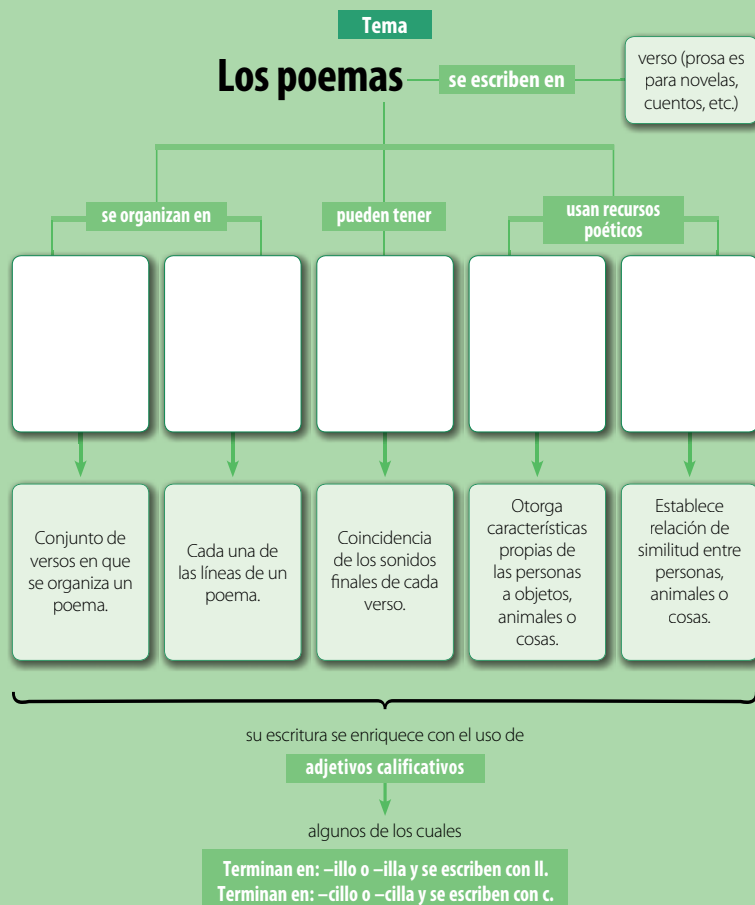 Tema
Los poemas
se escriben en
verso (prosa es
para novelas,
cuentos, etc.)
se organizan en
pueden tener
usan recursos
poéticos
Conjunto de
versos en que
se organiza un
poema.
Cada una de
las líneas de un
poema.
Coincidencia
de los sonidos
finales de cada
verso.
Otorga
características
propias de
las personas
a objetos,
animales o
cosas.
Establece
relación de
similitud entre
personas,
animales o
cosas.
su escritura se enriquece con el uso de
adjetivos calificativos
algunos de los cuales
Terminan en: –illo o –illa y se escriben con ll.
Terminan en: –cillo o –cilla y se escriben con c.